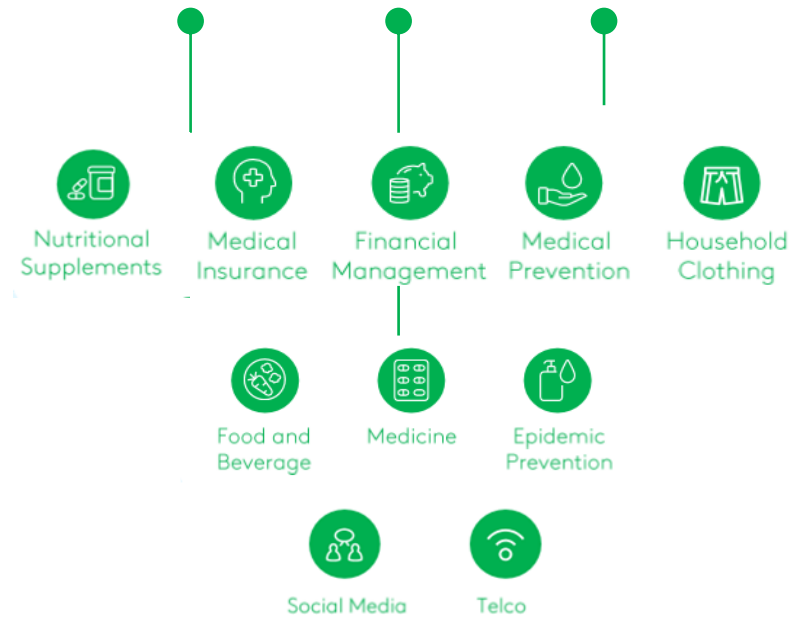 Nutritional
Supplements
Medical
Insurance
Financial
Management
Medical
Prevention
Household
Clothing
Food and
Beverage
Medicine
Epidemic
Prevention
Social Media
Telco